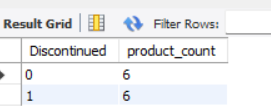 Result Grid Filter Rows:
Discontinued product_count
0 6
1 6